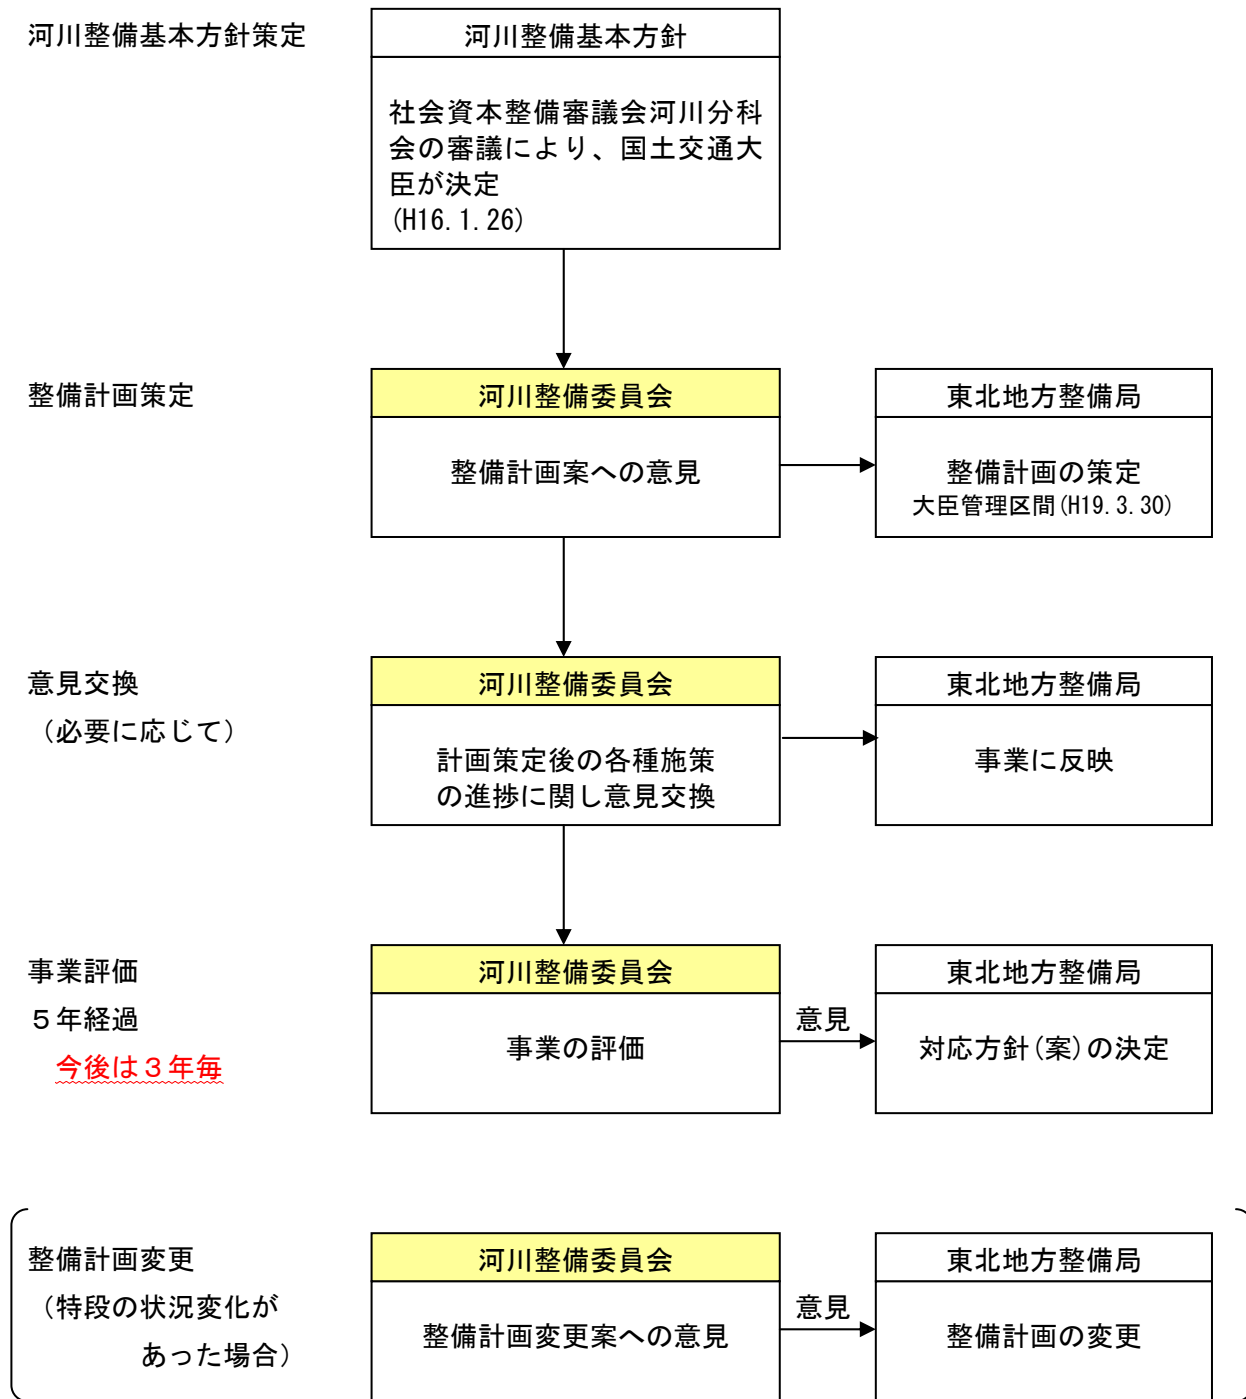 河川整備基本方針策定
河川整備基本方針
社会資本整備審議会河川分科
会の審議により、国土交通大
臣が決定
(H16.1.26)
整備計画策定
河川整備委員会
整備計画案への意見
東北地方整備局
整備計画の策定
大臣管理区間(H19.3.30)
意見交換
（必要に応じて）
河川整備委員会
計画策定後の各種施策
の進捗に関し意見交換
東北地方整備局
事業に反映
事業評価
５年経過
今後は３年毎
河川整備委員会
事業の評価
意見
東北地方整備局
対応方針(案)の決定
整備計画変更
（特段の状況変化が
あった場合）
河川整備委員会
整備計画変更案への意見
意見
東北地方整備局
整備計画の変更